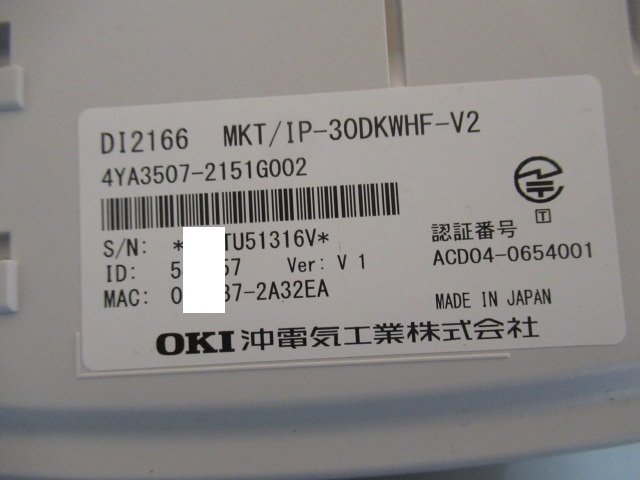 DI2166 MKT/IP-30DKWHF-V2
4YA3507-2151G002
S/N: * TU51316V*
ID: 5 57 Ver: V 1
MAC: 0 37-2A32EA
T
認証番号
ACD04-0654001
MADE IN JAPAN
OKI 沖電気工業株式会社